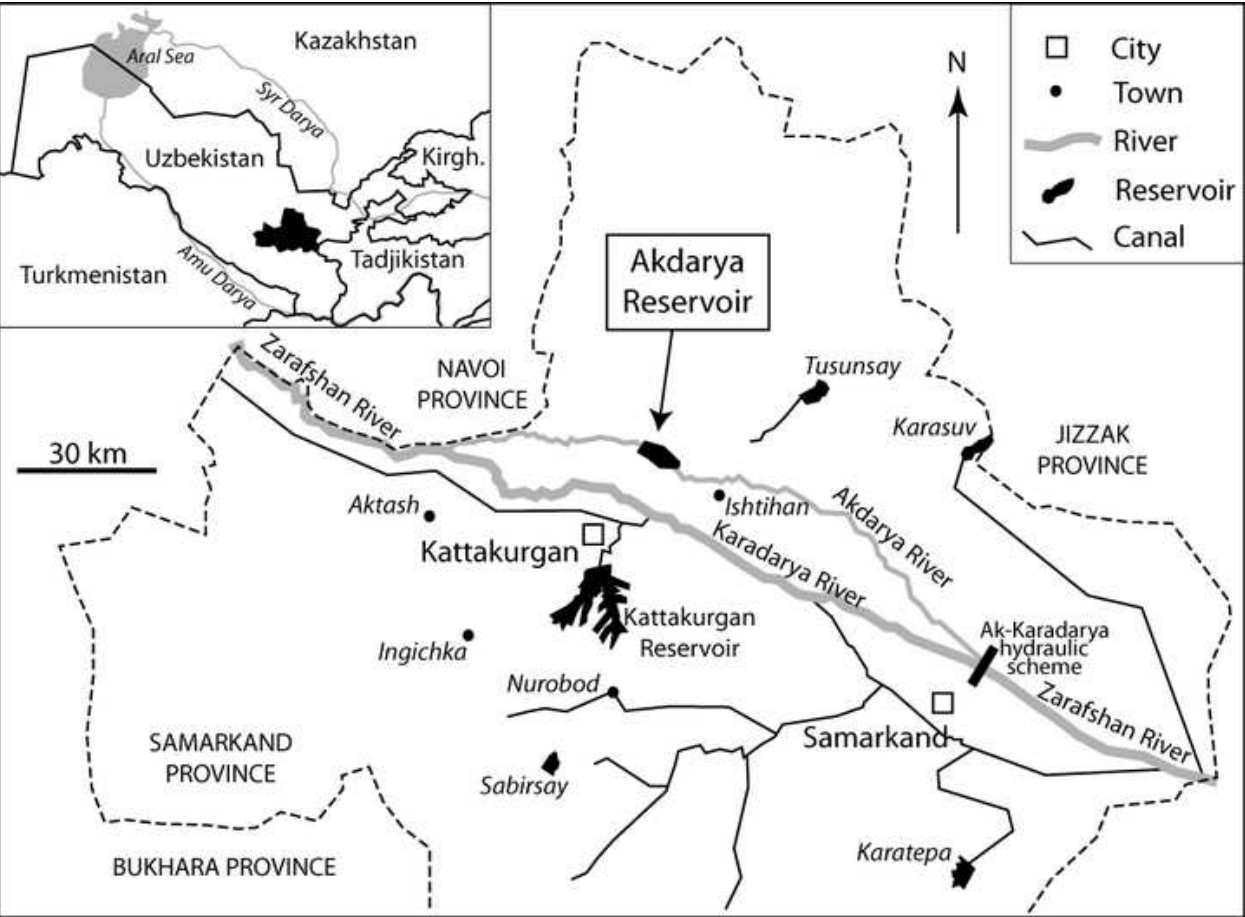 Kazakhstan
Aral Sea
Syr Darya
Uzbekistan
Kirgh.
Turkmenistan
Amu Darya
Tadjikistan
N
City
Town
River
Reservoir
Canal
Akdarya
Reservoir
Zarafshan River
NAVOI
PROVINCE
Tusunsay
Karasuv
JIZZAK
PROVINCE
30 km
Aktash
Ishtihan
Akdarya River
Kattakurgan
Karadarya River
Kattakurgan
Reservoir
Ak-Karadarya
hydraulic
scheme
Ingichka
Nurobod
Zarafshan River
SAMARKAND
PROVINCE
Samarkand
Sabirsay
BUKHARA PROVINCE
Karatepa